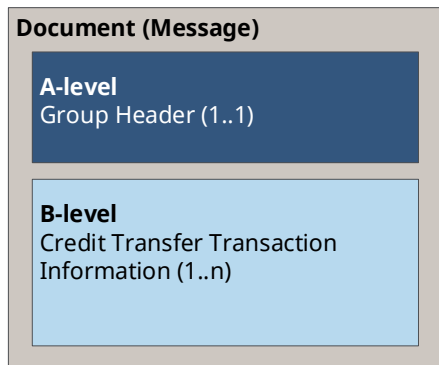 Document (Message)
A-level
Group Header (1..1)
B-level
Credit Transfer Transaction
Information (1..n)